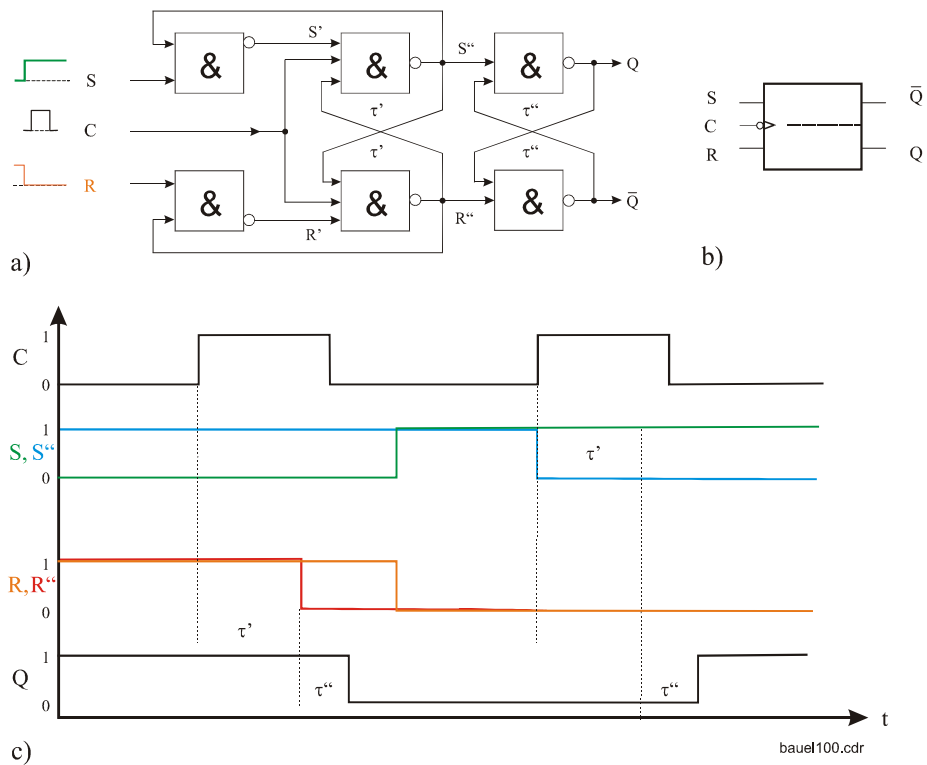 & S' & S“ & Q
S
τ' τ“
C
τ' τ“
R
& R' & R“ & Q̅
a)
S Q̅
C
R Q
b)
1
C
0
1
S, S“ τ'
0
1
R, R“
0
τ'
1
Q
τ“ τ“
0
t
c)
bauel100.cdr